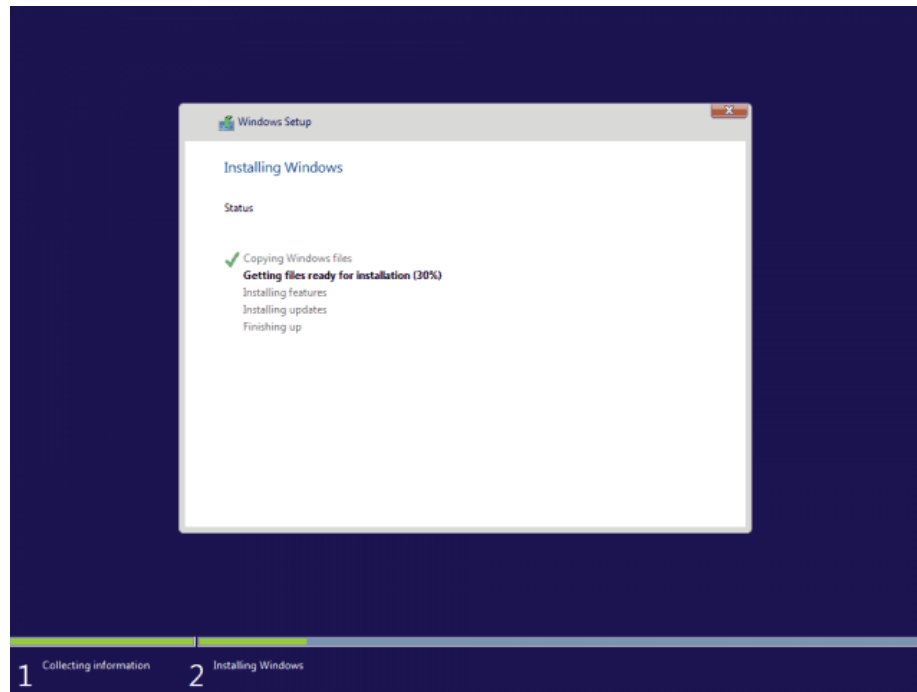 Windows Setup
Installing Windows
Status
Copying Windows files
Getting files ready for installation (30%)
Installing features
Installing updates
Finishing up
1 Collecting information
2 Installing Windows